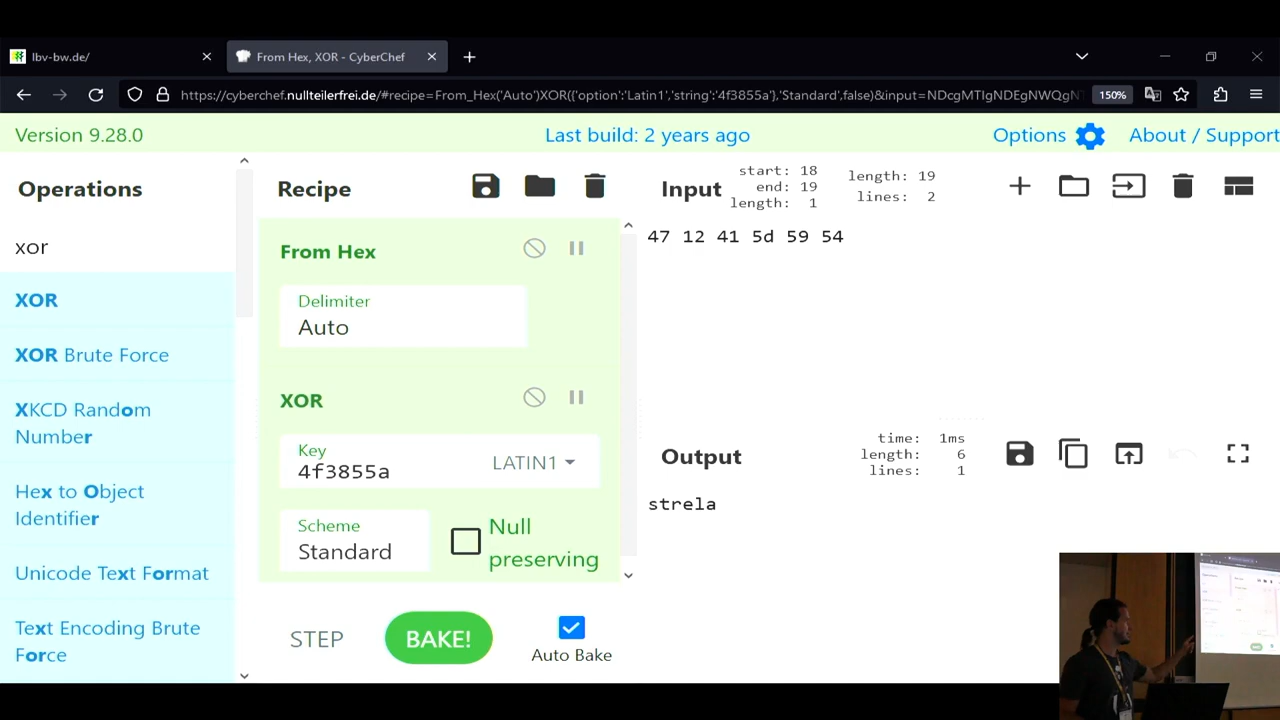 lbv-bw.de/
From Hex, XOR - CyberChef
https://cyberchef.nullteilerfrei.de/#recipe=From_Hex('Auto')XOR({'option':'Latin1','string':'4f3855a'},'Standard',false)&input=NDcgMTIgNDEgNWQgN
150%
Version 9.28.0
Last build: 2 years ago
Options
About / Support
Operations
xor
XOR
XOR Brute Force
XKCD Random
Number
Hex to Object
Identifier
Unicode Text Format
Text Encoding Brute
Force
Recipe
From Hex
Delimiter
Auto
XOR
Key
4f3855a
LATIN1
Scheme
Standard
Null
preserving
STEP
BAKE!
Auto Bake
Input
start: 18
end: 19
length: 1
length: 19
lines: 2
47 12 41 5d 59 54
Output
time: 1ms
length: 6
lines: 1
strela